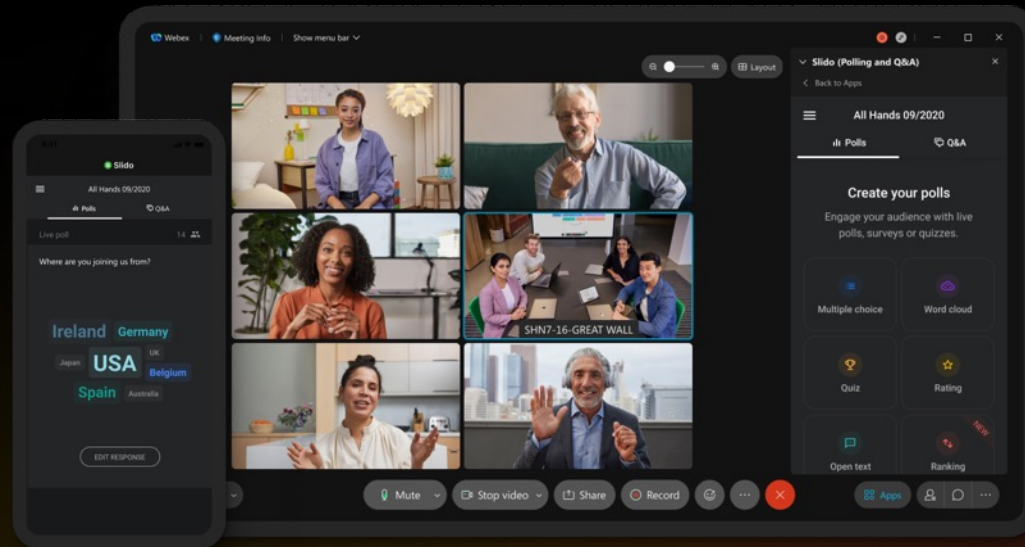 Webex
Meeting Info
Show menu bar
Layout
Slido (Polling and Q&A)
Back to Apps
All Hands 09/2020
Polls
Q&A
Create your polls
Engage your audience with live
polls, surveys or quizzes.
Multiple choice
Word cloud
Quiz
Rating
NEW
Open text
Ranking
SHN7-16-GREAT WALL
Mute
Stop video
Share
Record
Apps
Slido
All Hands 09/2020
Polls
Q&A
Live poll
14
Where are you joining us from?
Ireland
Germany
Japan
USA
UK
Belgium
Spain
Australia
EDIT RESPONSE